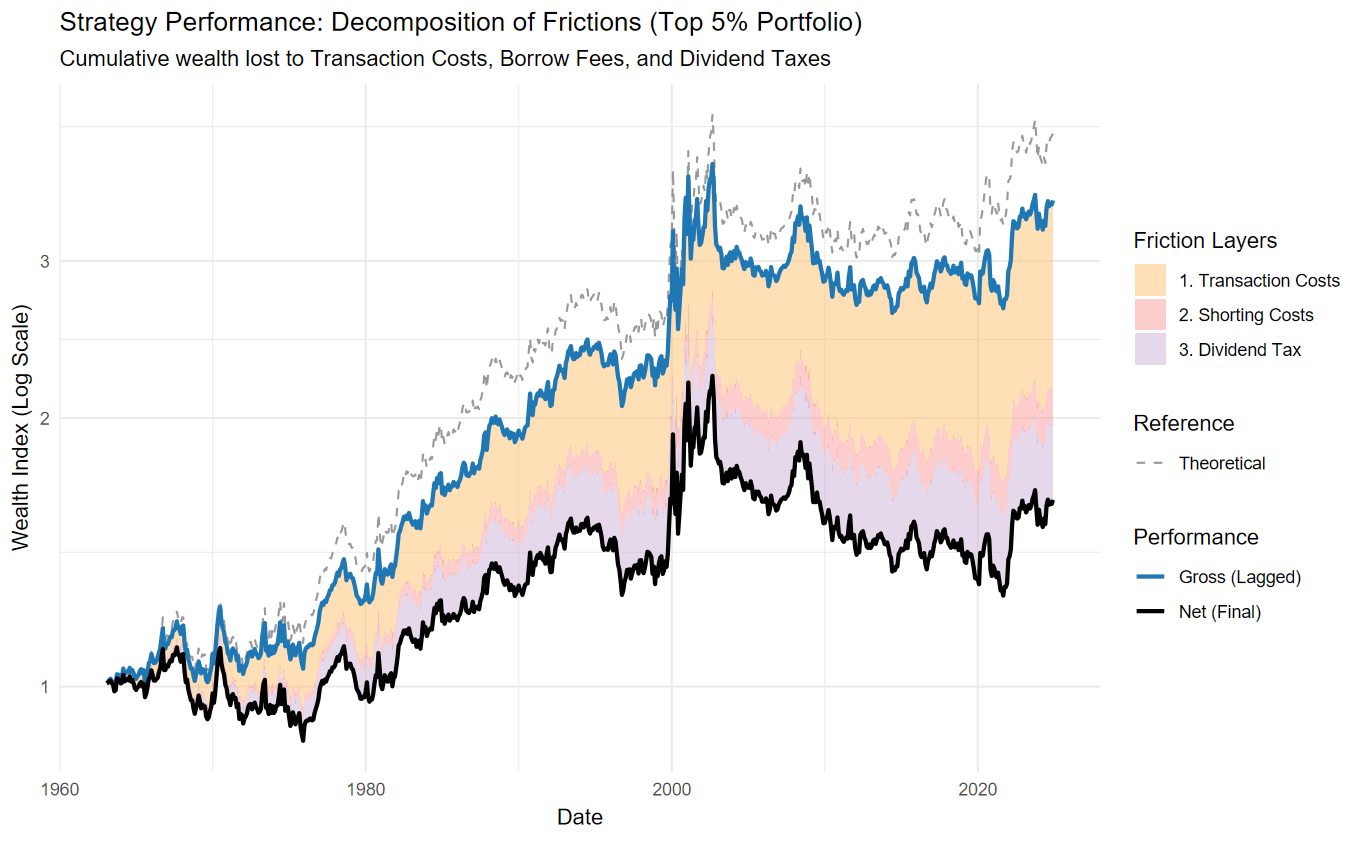 Strategy Performance: Decomposition of Frictions (Top 5% Portfolio)
Cumulative wealth lost to Transaction Costs, Borrow Fees, and Dividend Taxes
Wealth Index (Log Scale)
3
2
1
1960
1980
2000
2020
Date
Friction Layers
1. Transaction Costs
2. Shorting Costs
3. Dividend Tax
Reference
Theoretical
Performance
Gross (Lagged)
Net (Final)